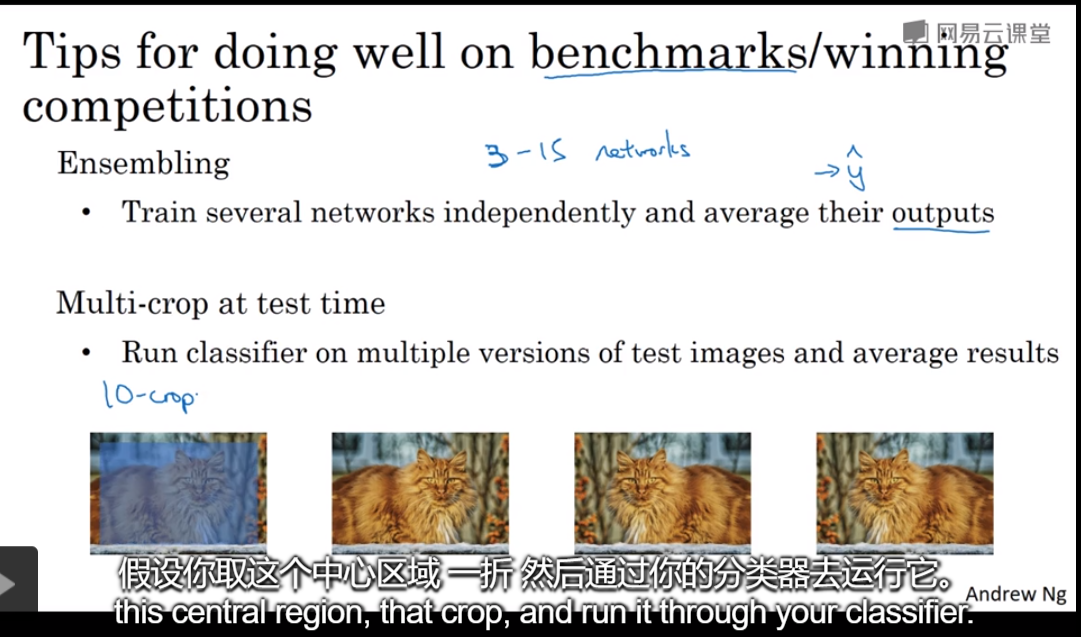 网易云课堂
Tips for doing well on benchmarks/winning
competitions
3-15 networks
→ŷ
Ensembling
• Train several networks independently and average their outputs
Multi-crop at test time
• Run classifier on multiple versions of test images and average results
10-crop
假设你取这个中心区域 一折 然后通过你的分类器去运行它。
Andrew Ng
this central region, that crop, and run it through your classifier.